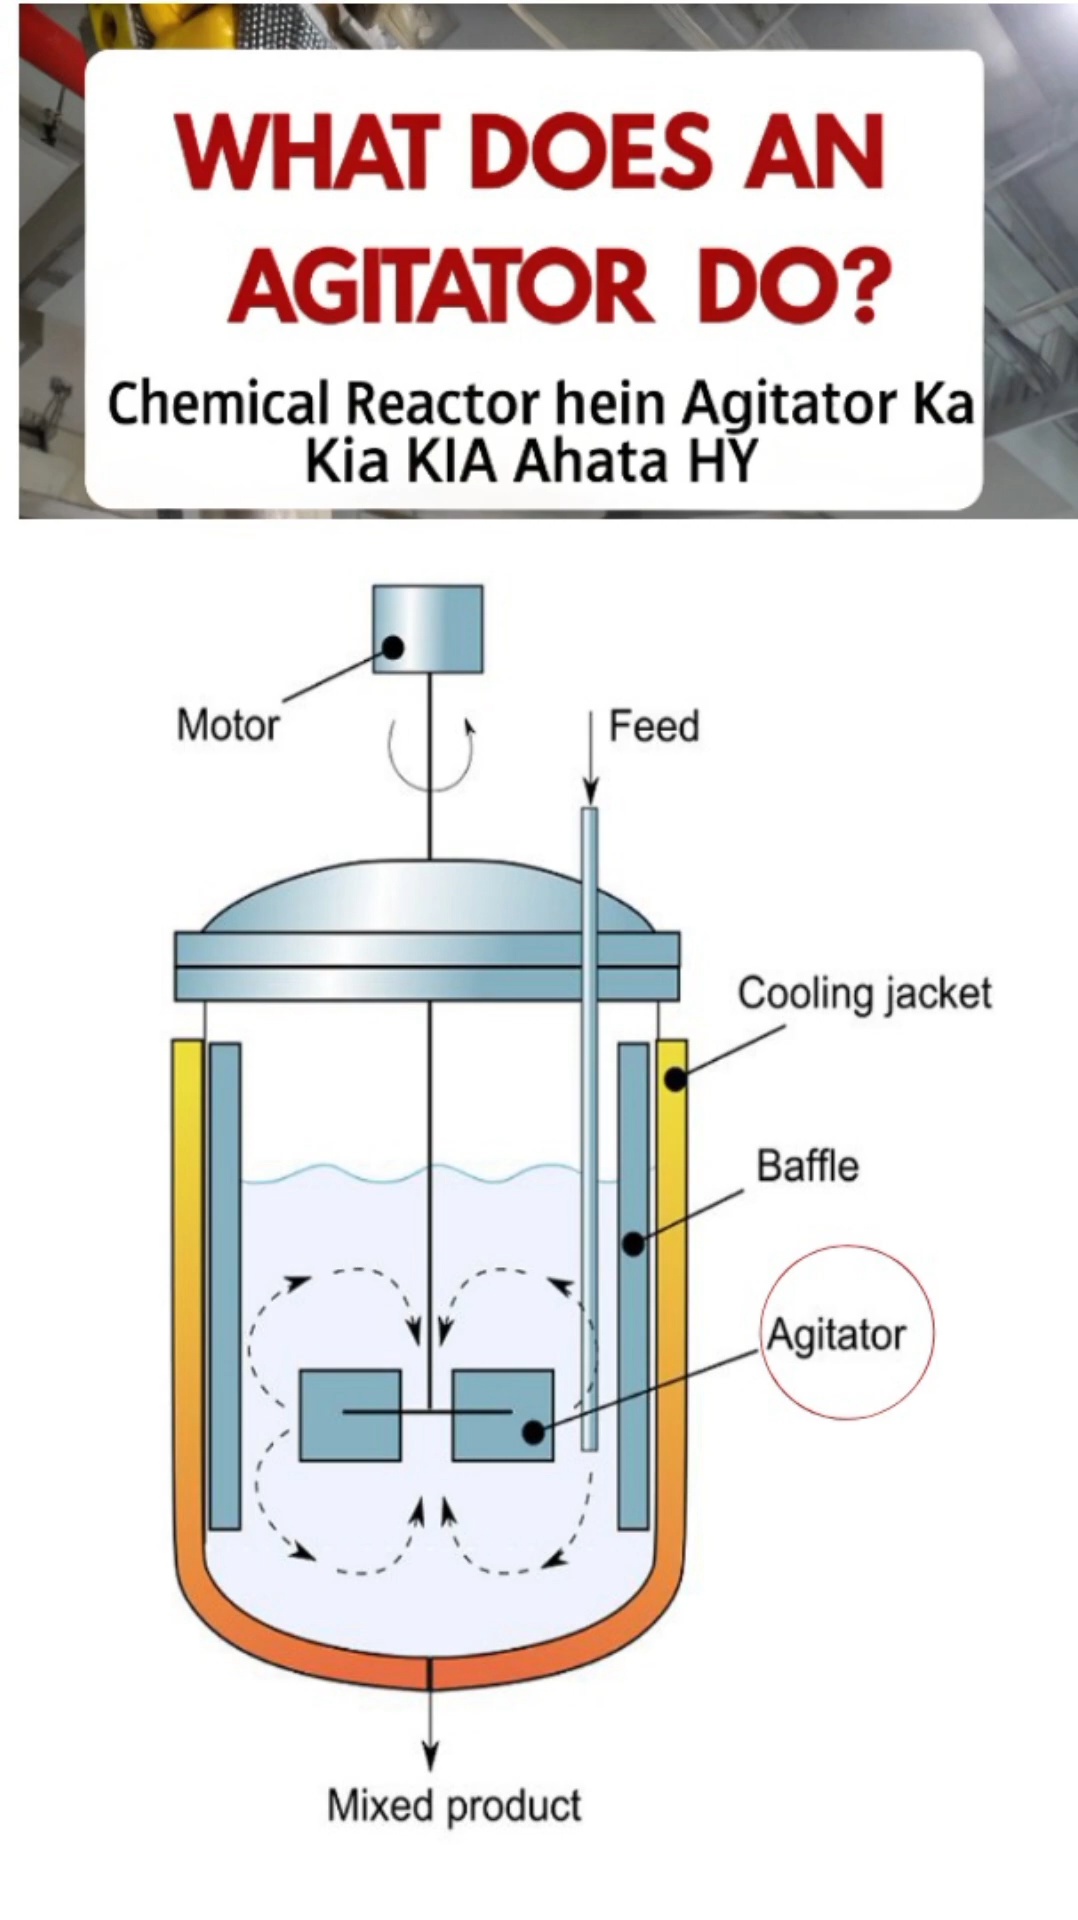 WHAT DOES AN
AGITATOR DO?
Chemical Reactor hein Agitator Ka
Kia KIA Ahata HY
Motor
Feed
Cooling jacket
Baffle
Agitator
Mixed product